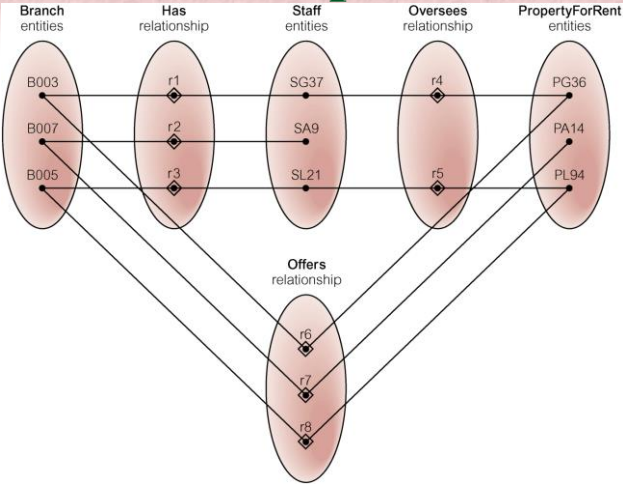 Branch Has Staff Oversees PropertyForRent
entities relationship entities relationship entities
B003 r1 SG37 r4 PG36
B007 r2 SA9 PA14
B005 r3 SL21 r5 PL94
Offers
relationship
r6
r7
r8